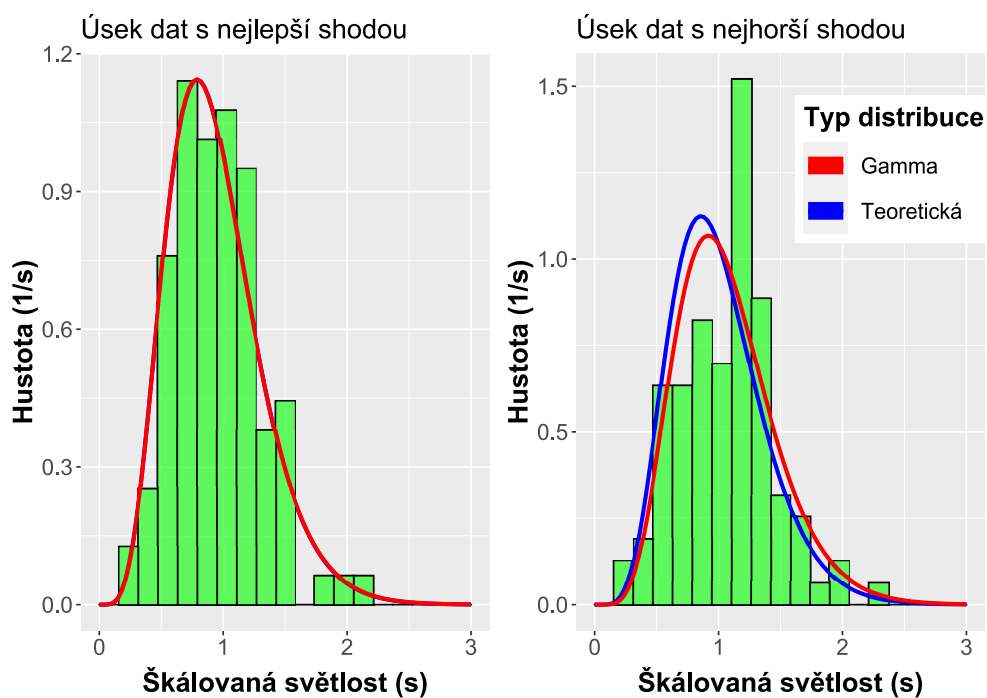 Úsek dat s nejlepší shodou
1.2
0.9
0.6
0.3
0.0
Hustota (1/s)
0
1
2
3
Škálovaná světlost (s)
Úsek dat s nejhorší shodou
1.5
1.0
0.5
0.0
Hustota (1/s)
0
1
2
3
Škálovaná světlost (s)
Typ distribuce
Gamma
Teoretická